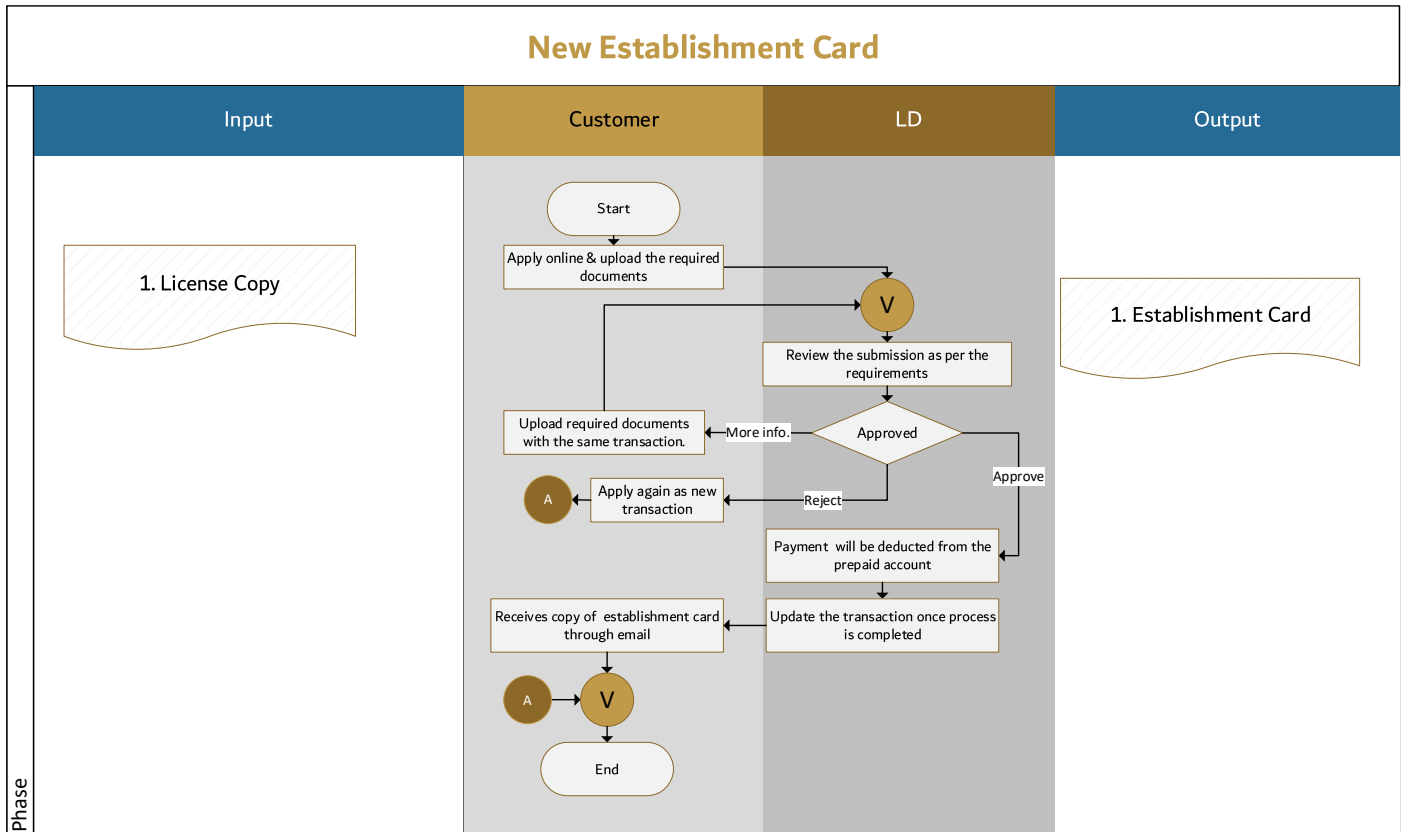 New Establishment Card
Input
Customer
LD
Output
Start
1. License Copy
Apply online & upload the required
documents
V
1. Establishment Card
Review the submission as per the
requirements
Upload required documents
with the same transaction.
More info.
Approved
Approve
A
Apply again as new
transaction
Reject
Payment will be deducted from the
prepaid account
Receives copy of establishment card
through email
Update the transaction once process
is completed
A
V
End
Phase